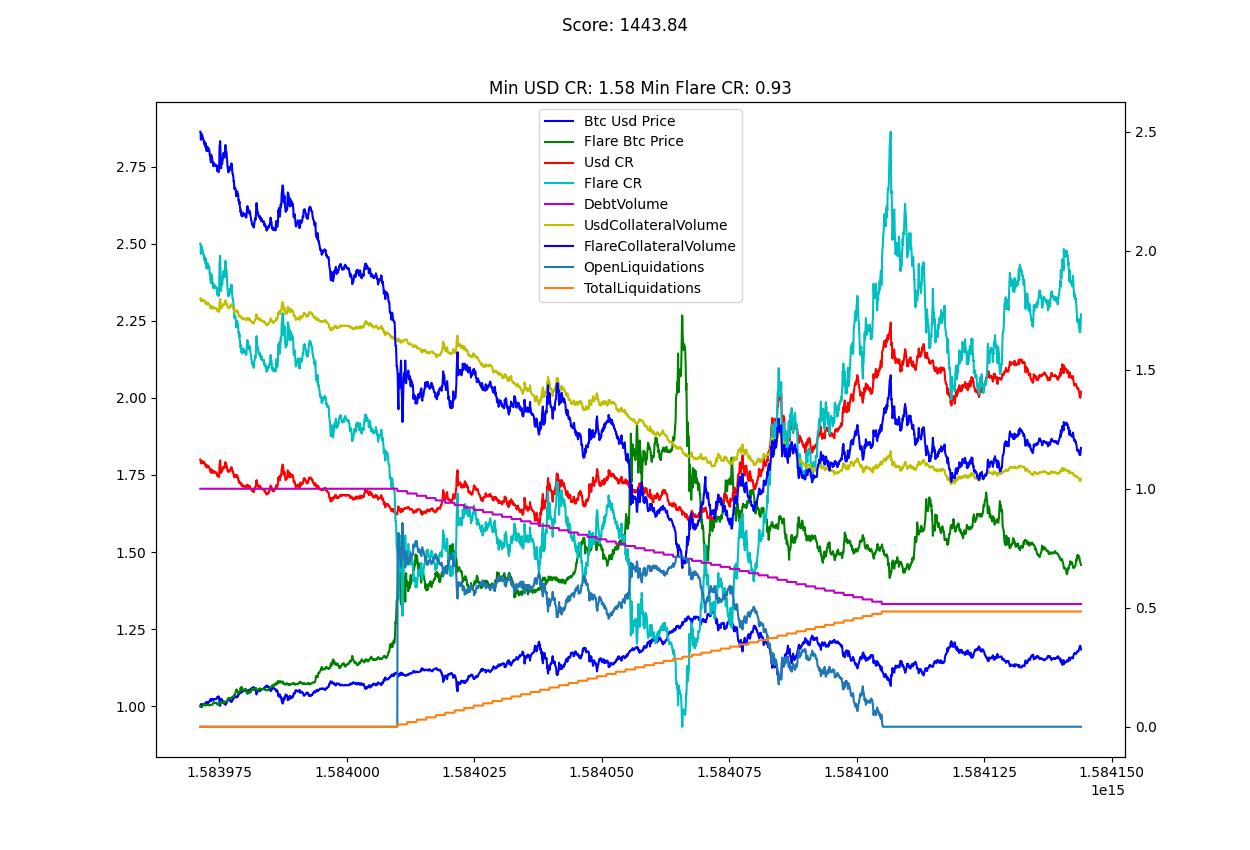 Score: 1443.84
Min USD CR: 1.58 Min Flare CR: 0.93
Btc Usd Price
Flare Btc Price
Usd CR
Flare CR
DebtVolume
UsdCollateralVolume
FlareCollateralVolume
OpenLiquidations
TotalLiquidations
2.75
2.50
2.25
2.00
1.75
1.50
1.25
1.00
2.5
2.0
1.5
1.0
0.5
0.0
1.583975 1.584000 1.584025 1.584050 1.584075 1.584100 1.584125 1.584150
1e15